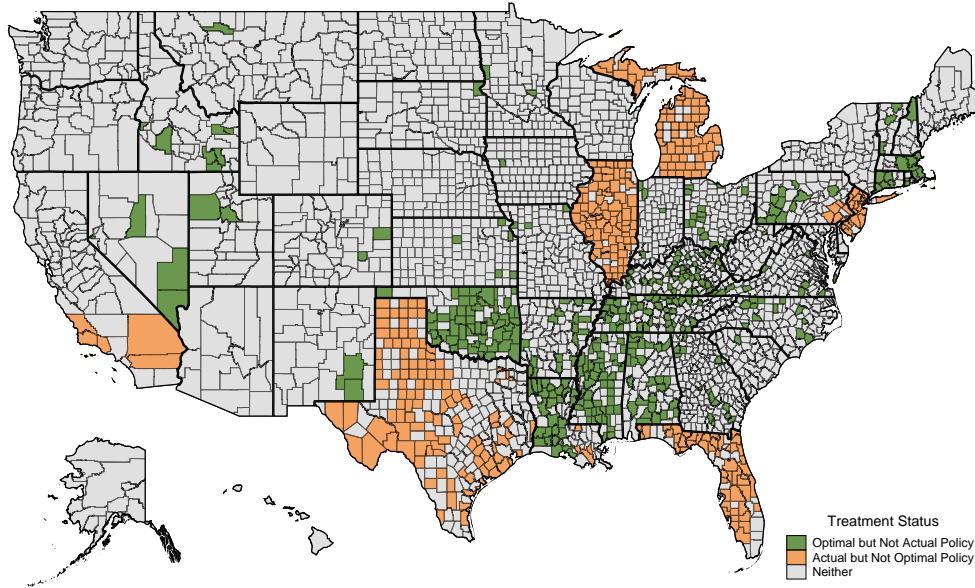 Treatment Status
Optimal but Not Actual Policy
Actual but Not Optimal Policy
Neither